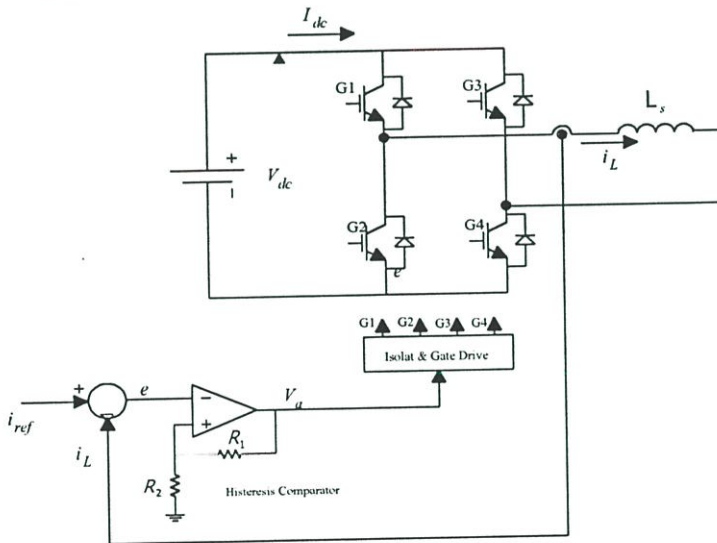 I_dc
G1
G3
L_s
i_L
+
V_dc
G2
G4
e
G1 G2 G3 G4
Isolat & Gate Drive
+
e
−
V_a
i_ref
+
R_1
i_L
R_2
Histeresis Comparator